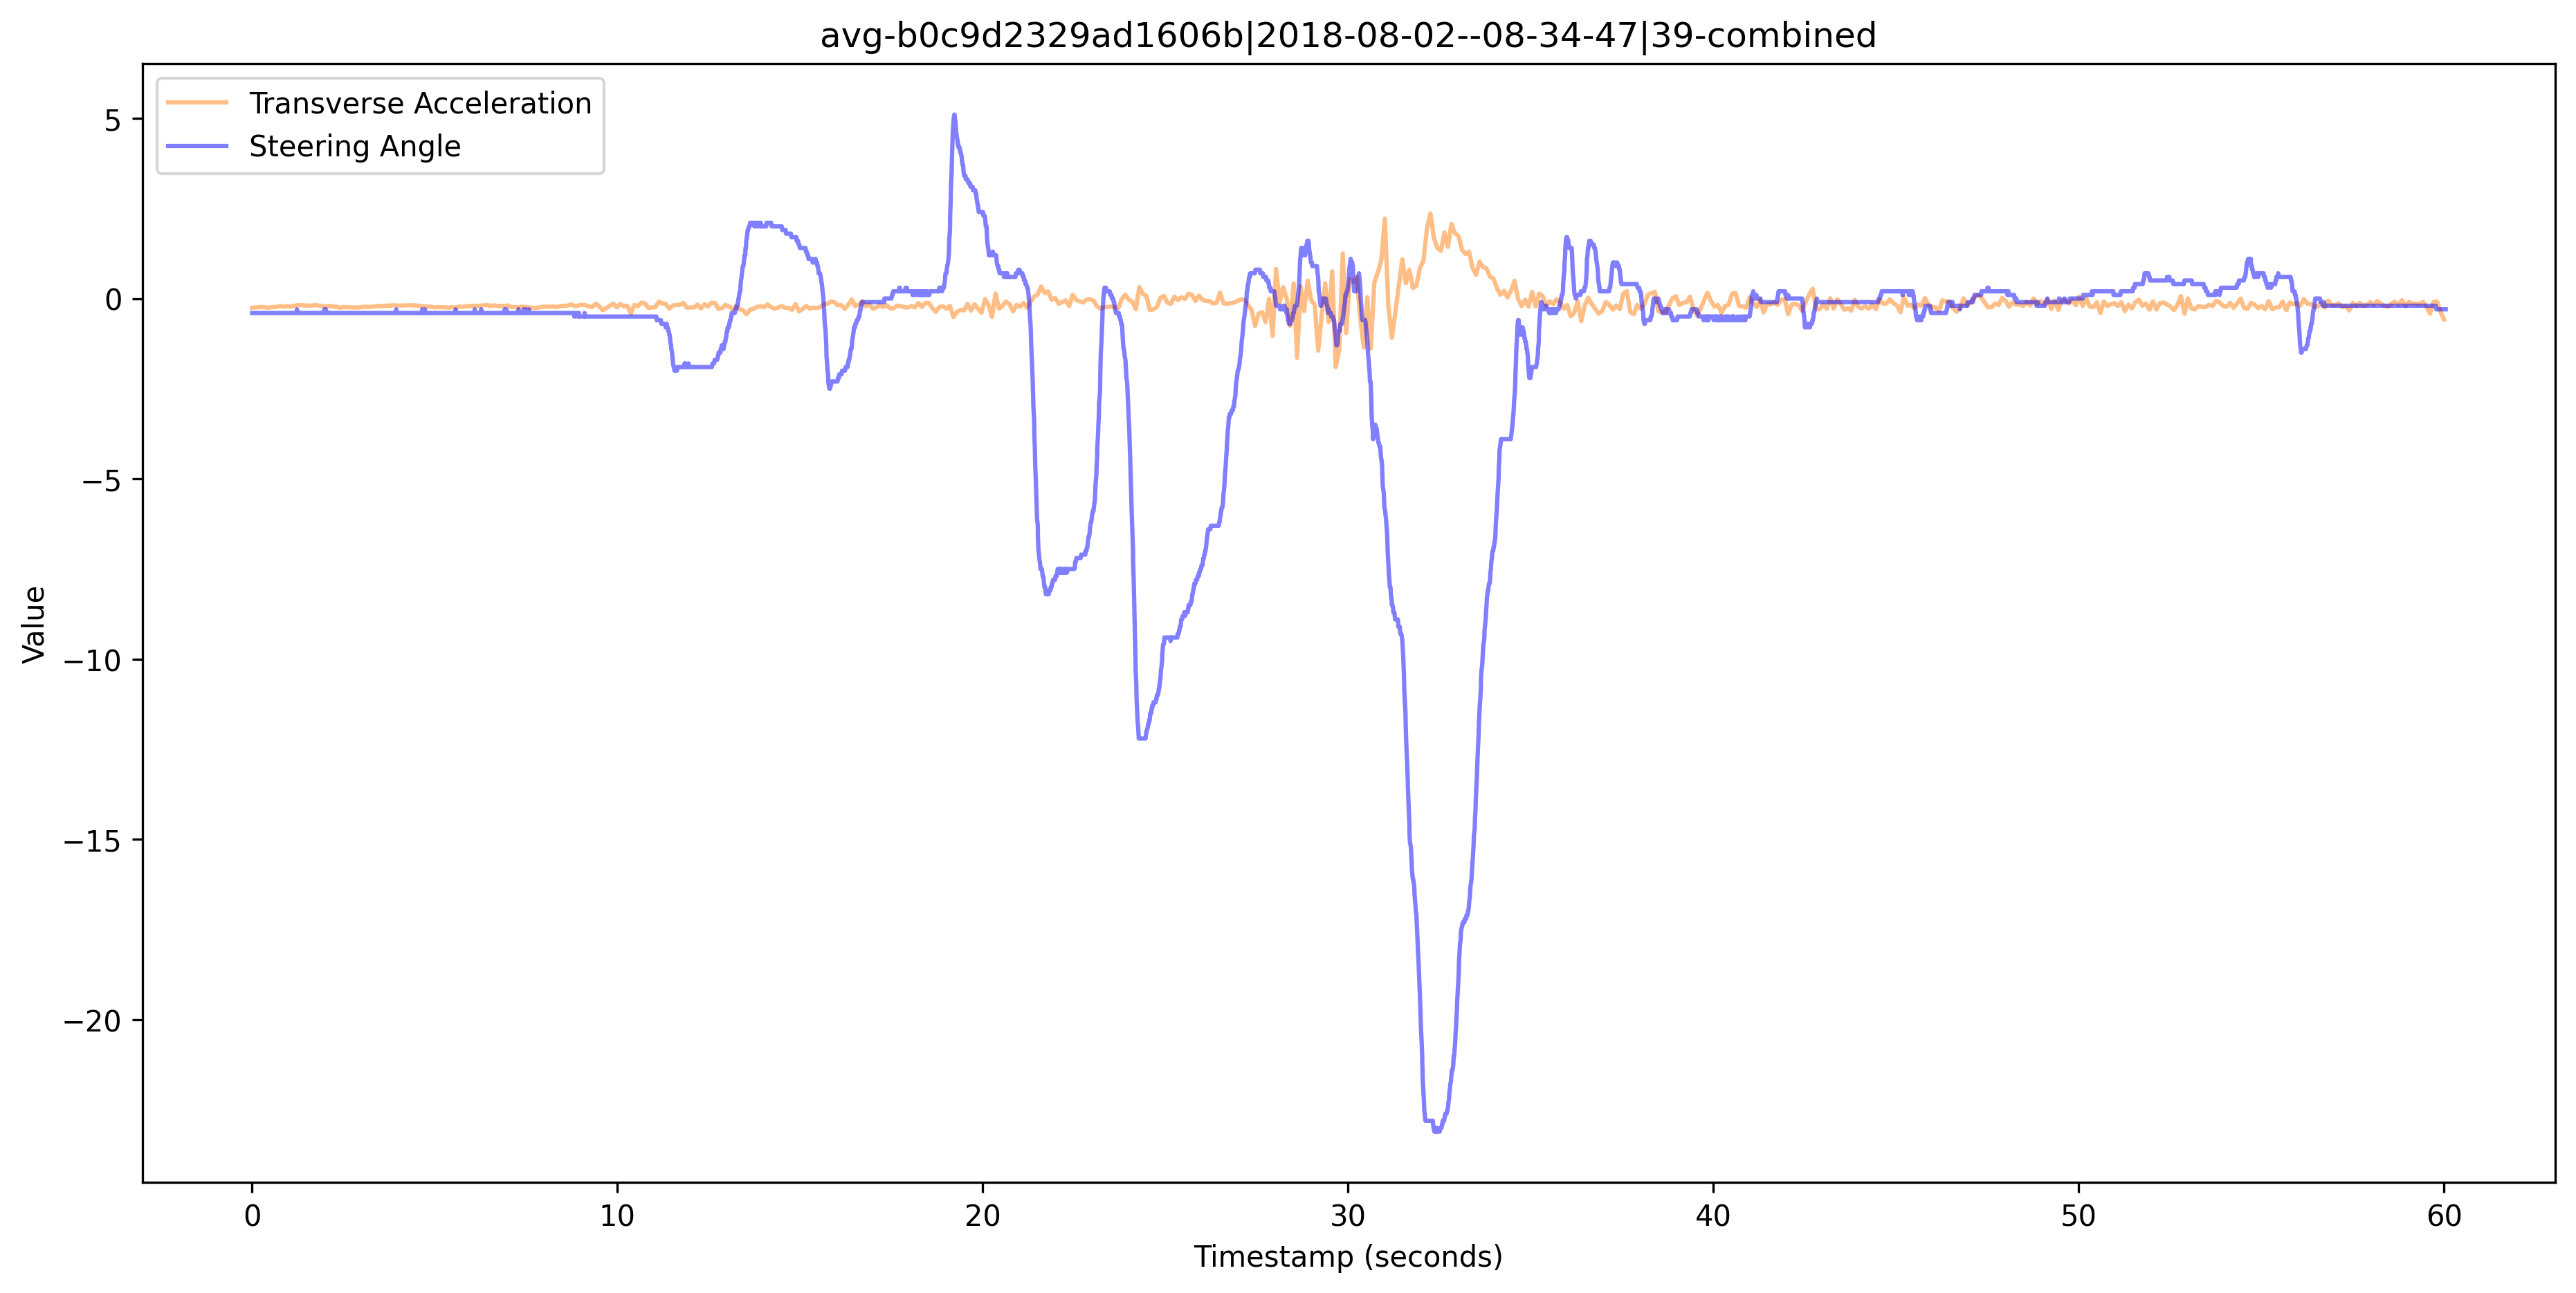 avg-b0c9d2329ad1606b|2018-08-02--08-34-47|39-combined
Transverse Acceleration
Steering Angle
5
0
−5
−10
−15
−20
Value
0 10 20 30 40 50 60
Timestamp (seconds)